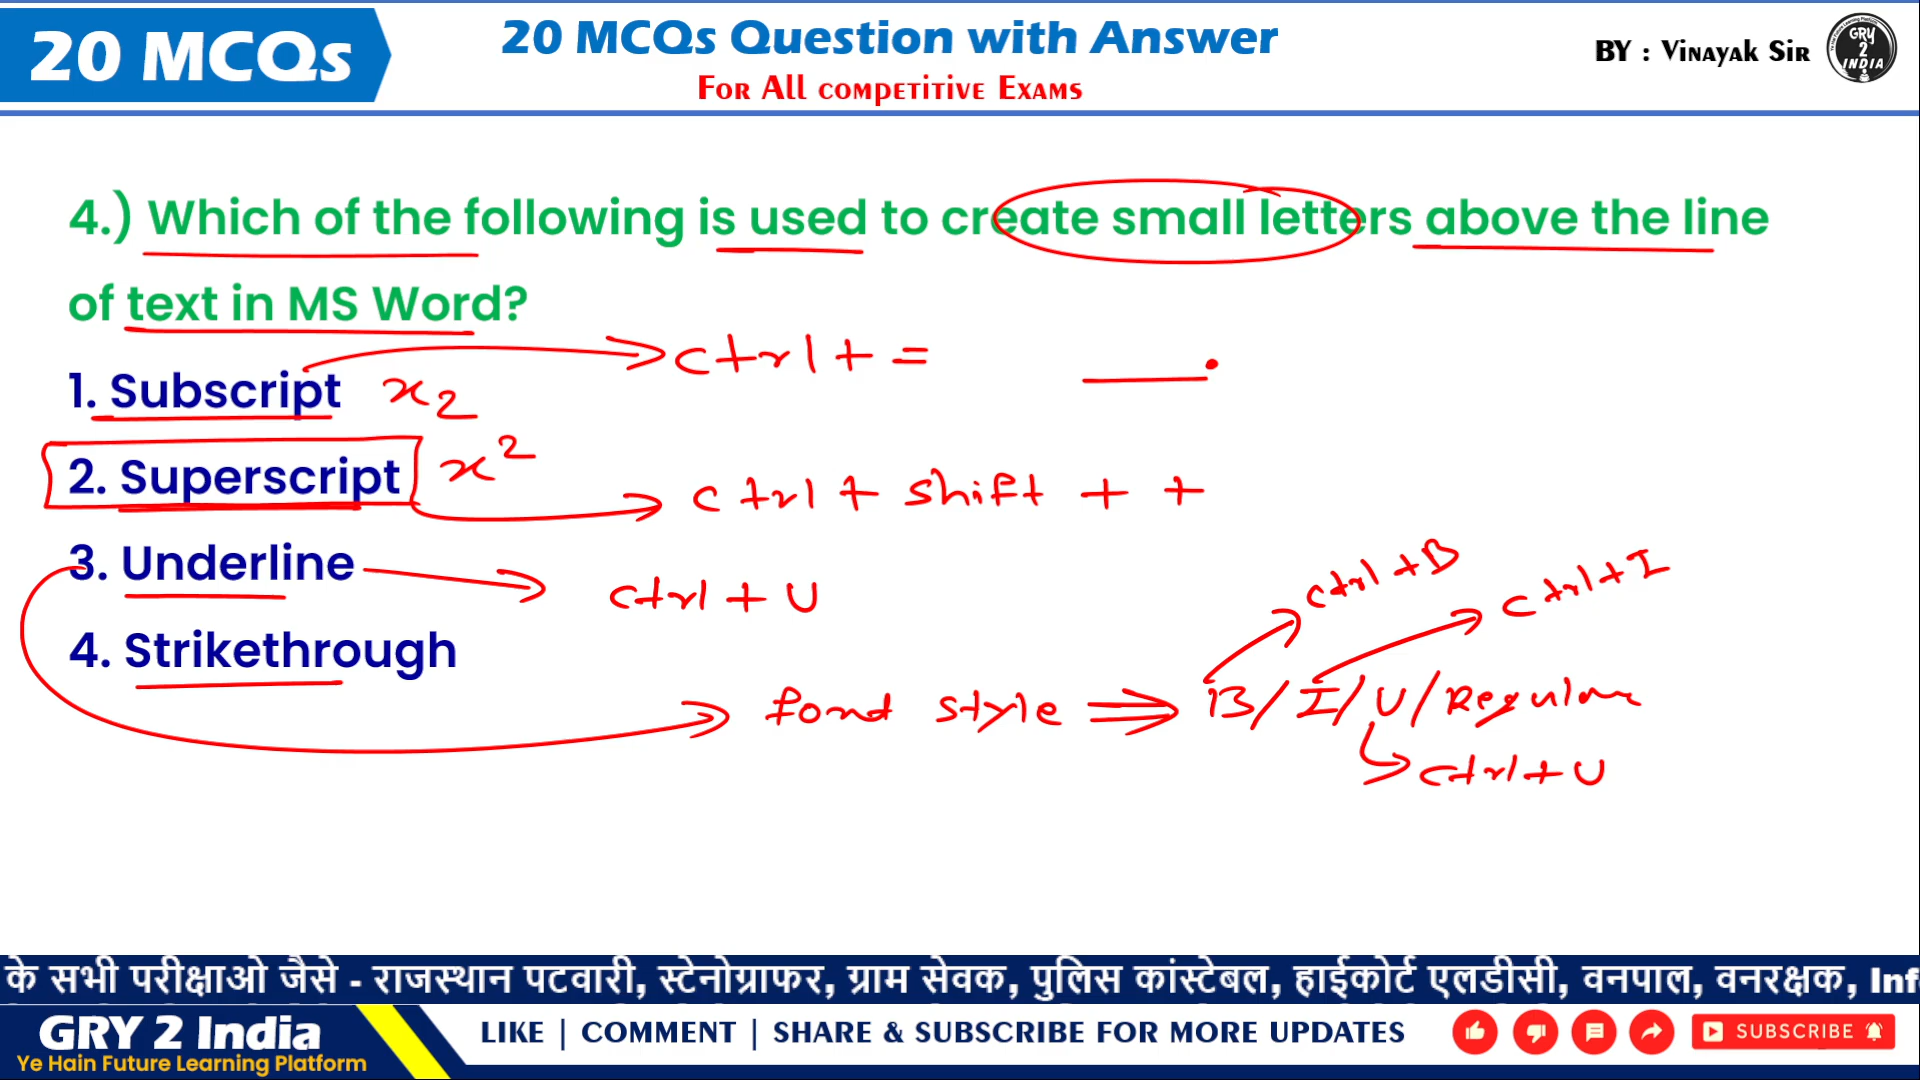 20 MCQs
20 MCQs Question with Answer
For All competitive Exams
BY : Vinayak Sir
GRY
2
INDIA
4.) Which of the following is used to create small letters above the line
of text in MS Word?
1. Subscript x₂ ctrl + =
2. Superscript x² ctrl + shift + +
3. Underline ctrl + U
4. Strikethrough
ctrl + B
ctrl + I
font style ⇒ B / I / U / Regular
ctrl + U
के सभी परीक्षाओ जैसे - राजस्थान पटवारी, स्टेनोग्राफर, ग्राम सेवक, पुलिस कांस्टेबल, हाईकोर्ट एलडीसी, वनपाल, वनरक्षक, Inf
GRY 2 India
Ye Hain Future Learning Platform
LIKE | COMMENT | SHARE & SUBSCRIBE FOR MORE UPDATES
SUBSCRIBE